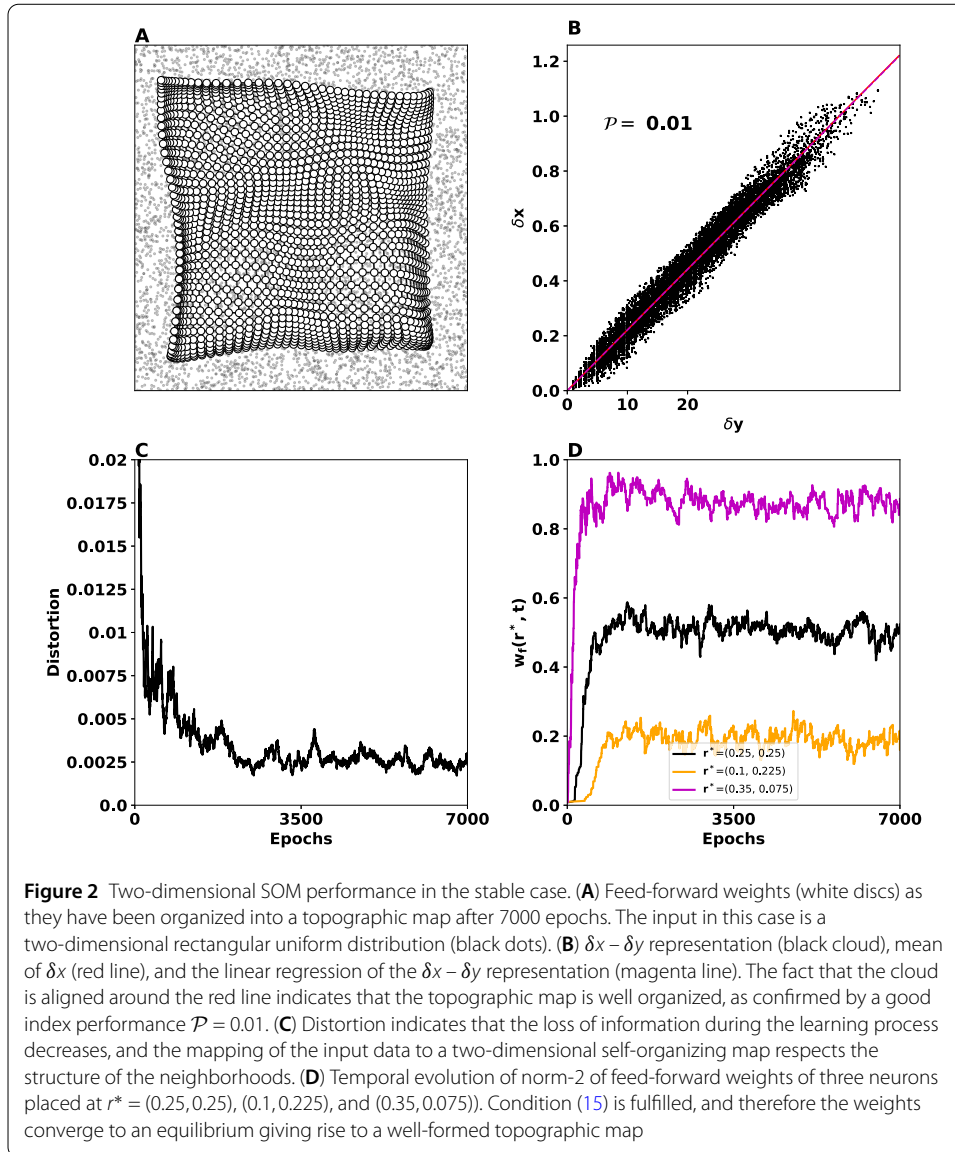 A
B
1.2
1.0
0.8
0.6
0.4
0.2
0.0
δx
𝒫 = 0.01
0
10
20
δy
C
0.02
0.0175
0.015
0.0125
0.01
0.0075
0.005
0.0025
0.0
Distortion
0
3500
7000
Epochs
D
1.0
0.8
0.6
0.4
0.2
0.0
w_f(r*, t)
r*=(0.25, 0.25)
r*=(0.1, 0.225)
r*=(0.35, 0.075)
0
3500
7000
Epochs
Figure 2 Two-dimensional SOM performance in the stable case. (A) Feed-forward weights (white discs) as
they have been organized into a topographic map after 7000 epochs. The input in this case is a
two-dimensional rectangular uniform distribution (black dots). (B) δx – δy representation (black cloud), mean
of δx (red line), and the linear regression of the δx – δy representation (magenta line). The fact that the cloud
is aligned around the red line indicates that the topographic map is well organized, as confirmed by a good
index performance 𝒫 = 0.01. (C) Distortion indicates that the loss of information during the learning process
decreases, and the mapping of the input data to a two-dimensional self-organizing map respects the
structure of the neighborhoods. (D) Temporal evolution of norm-2 of feed-forward weights of three neurons
placed at r* = (0.25, 0.25), (0.1, 0.225), and (0.35, 0.075)). Condition (15) is fulfilled, and therefore the weights
converge to an equilibrium giving rise to a well-formed topographic map